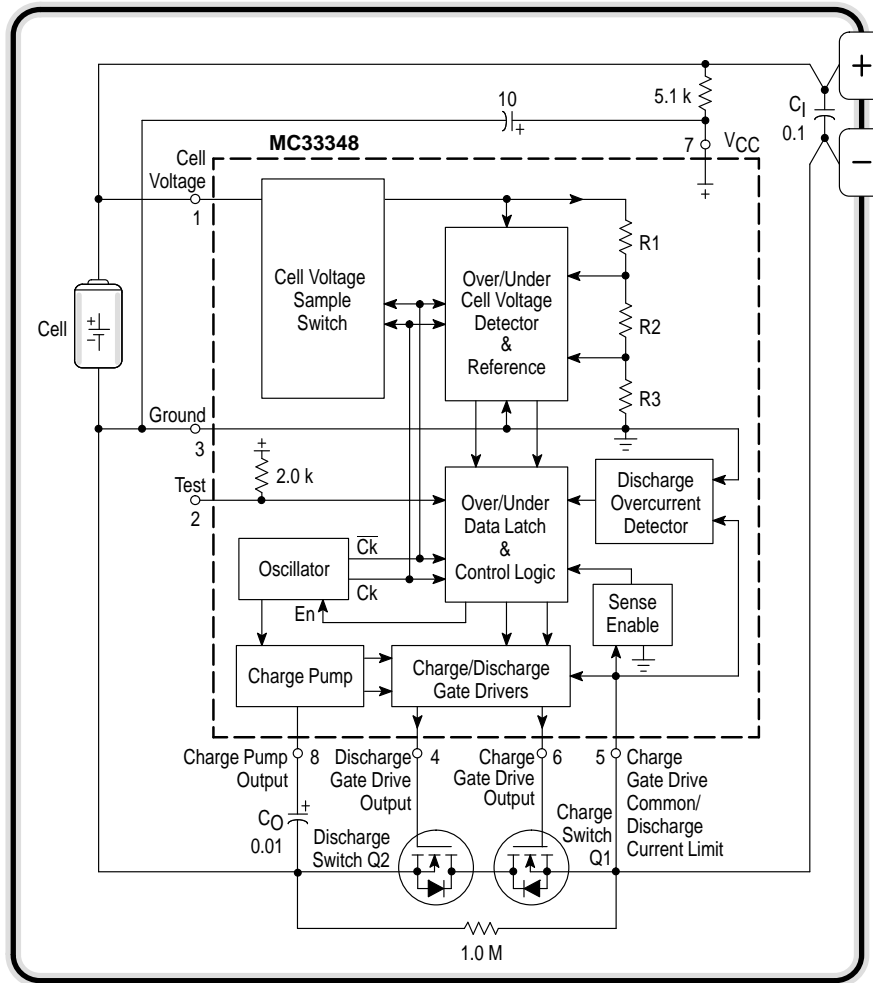 +
5.1 k
10
C_I
0.1
+
7
V_CC
–
MC33348
Cell
Voltage
1
+
R1
Cell Voltage
Sample
Switch
Over/Under
Cell Voltage
Detector
&
Reference
R2
Cell
+
–
R3
Ground
3
+
2.0 k
Test
2
Over/Under
Data Latch
&
Control Logic
Discharge
Overcurrent
Detector
Oscillator
C̅k̅
Ck
En
Sense
Enable
Charge Pump
Charge/Discharge
Gate Drivers
Charge Pump
Output
8
Discharge
Gate Drive
Output
4
Charge
Gate Drive
Output
6
5
Charge
Gate Drive
Common/
Discharge
Current Limit
C_O
0.01
+
Discharge
Switch Q2
Charge
Switch
Q1
1.0 M